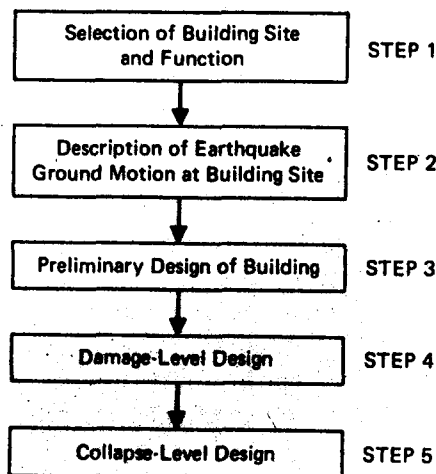 Selection of Building Site
and Function
STEP 1
Description of Earthquake
Ground Motion at Building Site
STEP 2
Preliminary Design of Building
STEP 3
Damage-Level Design
STEP 4
Collapse-Level Design
STEP 5